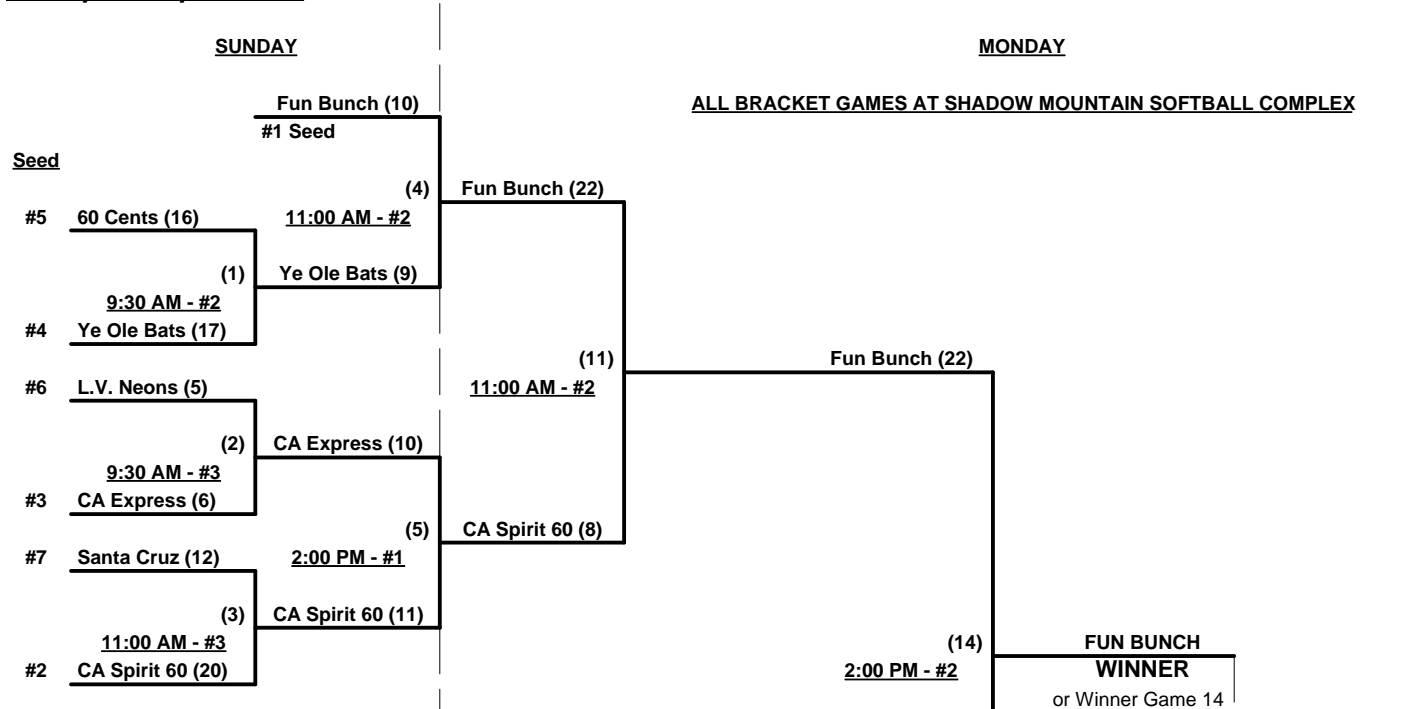 SUNDAY
MONDAY
Fun Bunch (10)
ALL BRACKET GAMES AT SHADOW MOUNTAIN SOFTBALL COMPLEX
#1 Seed
Seed
(4)
Fun Bunch (22)
#5
60 Cents (16)
11:00 AM - #2
(1)
Ye Ole Bats (9)
9:30 AM - #2
#4
Ye Ole Bats (17)
(11)
Fun Bunch (22)
#6
L.V. Neons (5)
11:00 AM - #2
(2)
CA Express (10)
9:30 AM - #3
#3
CA Express (6)
(5)
CA Spirit 60 (8)
#7
Santa Cruz (12)
2:00 PM - #1
(3)
CA Spirit 60 (11)
11:00 AM - #3
(14)
FUN BUNCH
#2
CA Spirit 60 (20)
2:00 PM - #2
WINNER
or Winner Game 14